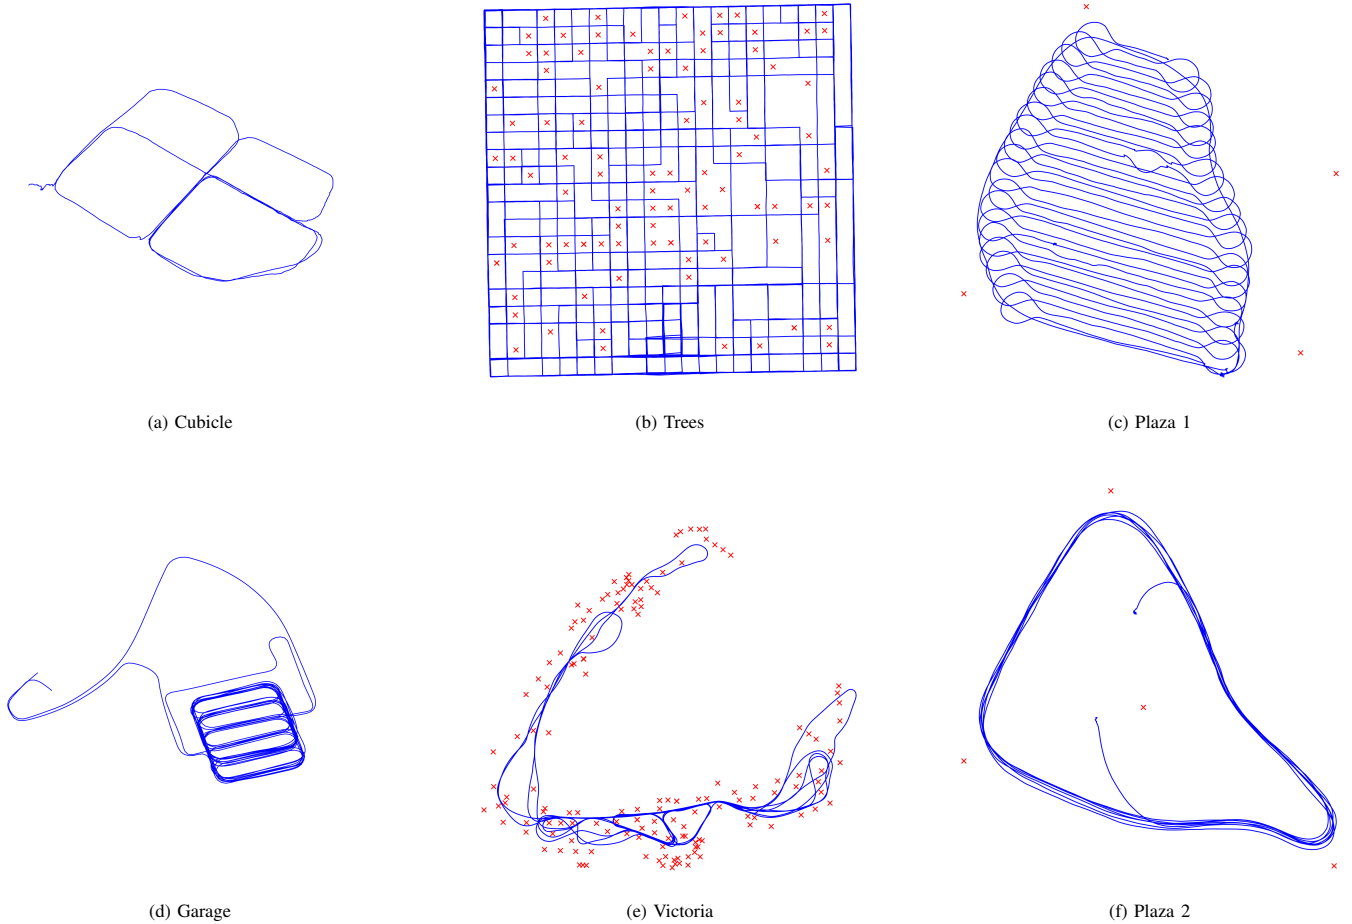 (a) Cubicle
(b) Trees
(c) Plaza 1
(d) Garage
(e) Victoria
(f) Plaza 2